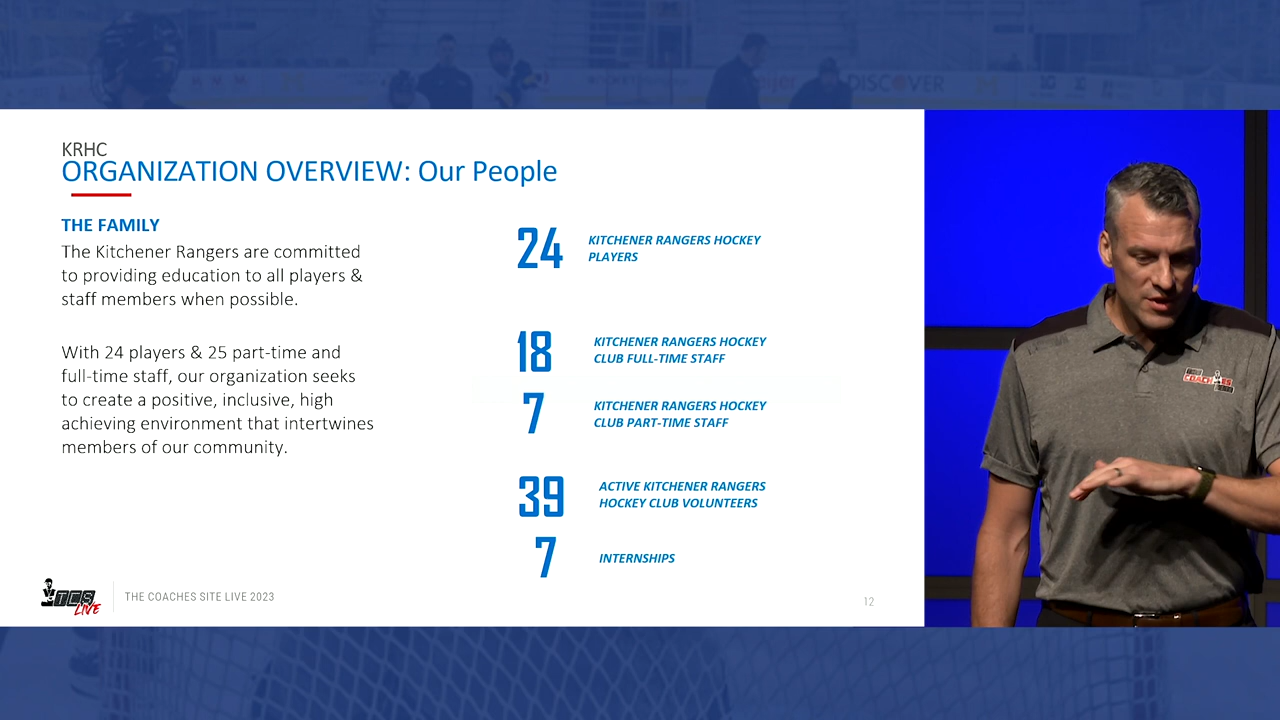 DISCOVER
KRHC
ORGANIZATION OVERVIEW: Our People
THE FAMILY
The Kitchener Rangers are committed
to providing education to all players &
staff members when possible.
With 24 players & 25 part-time and
full-time staff, our organization seeks
to create a positive, inclusive, high
achieving environment that intertwines
members of our community.
24
KITCHENER RANGERS HOCKEY
PLAYERS
18
KITCHENER RANGERS HOCKEY
CLUB FULL-TIME STAFF
7
KITCHENER RANGERS HOCKEY
CLUB PART-TIME STAFF
39
ACTIVE KITCHENER RANGERS
HOCKEY CLUB VOLUNTEERS
7
INTERNSHIPS
TCS
LIVE
THE COACHES SITE LIVE 2023
12
THE
COACHES
SITE